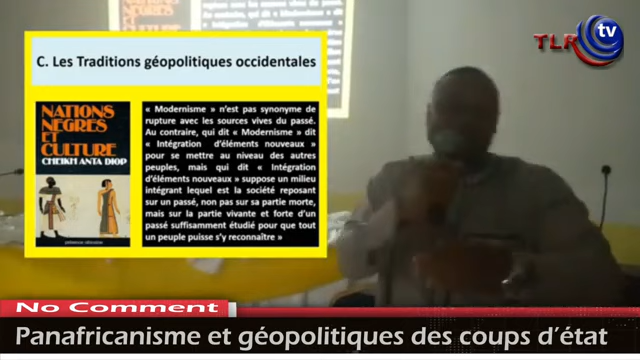 C. Les Traditions géopolitiques occidentales
NATIONS
NÈGRES
ET
CULTURE
CHEIKH ANTA DIOP
présence africaine
« Modernisme » n'est pas synonyme de
rupture avec les sources vives du passé.
Au contraire, qui dit « Modernisme » dit
« Intégration d'éléments nouveaux »
pour se mettre au niveau des autres
peuples, mais qui dit « Intégration
d'éléments nouveaux » suppose un milieu
intégrant lequel est la société reposant
sur un passé, non pas sur sa partie morte,
mais sur la partie vivante et forte d'un
passé suffisamment étudié pour que tout
un peuple puisse s'y reconnaître »
TLR tv
No Comment
Panafricanisme et géopolitiques des coups d'état